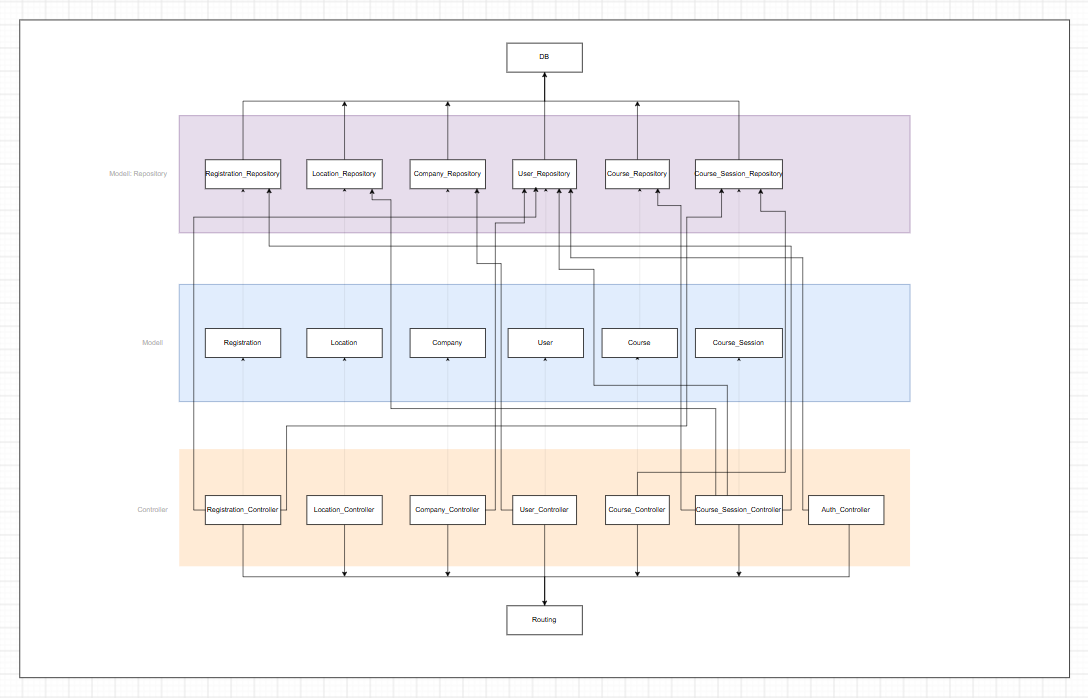 DB
Modell: Repository
Registration_Repository
Location_Repository
Company_Repository
User_Repository
Course_Repository
Course_Session_Repository
Modell
Registration
Location
Company
User
Course
Course_Session
Controller
Registration_Controller
Location_Controller
Company_Controller
User_Controller
Course_Controller
Course_Session_Controller
Auth_Controller
Routing